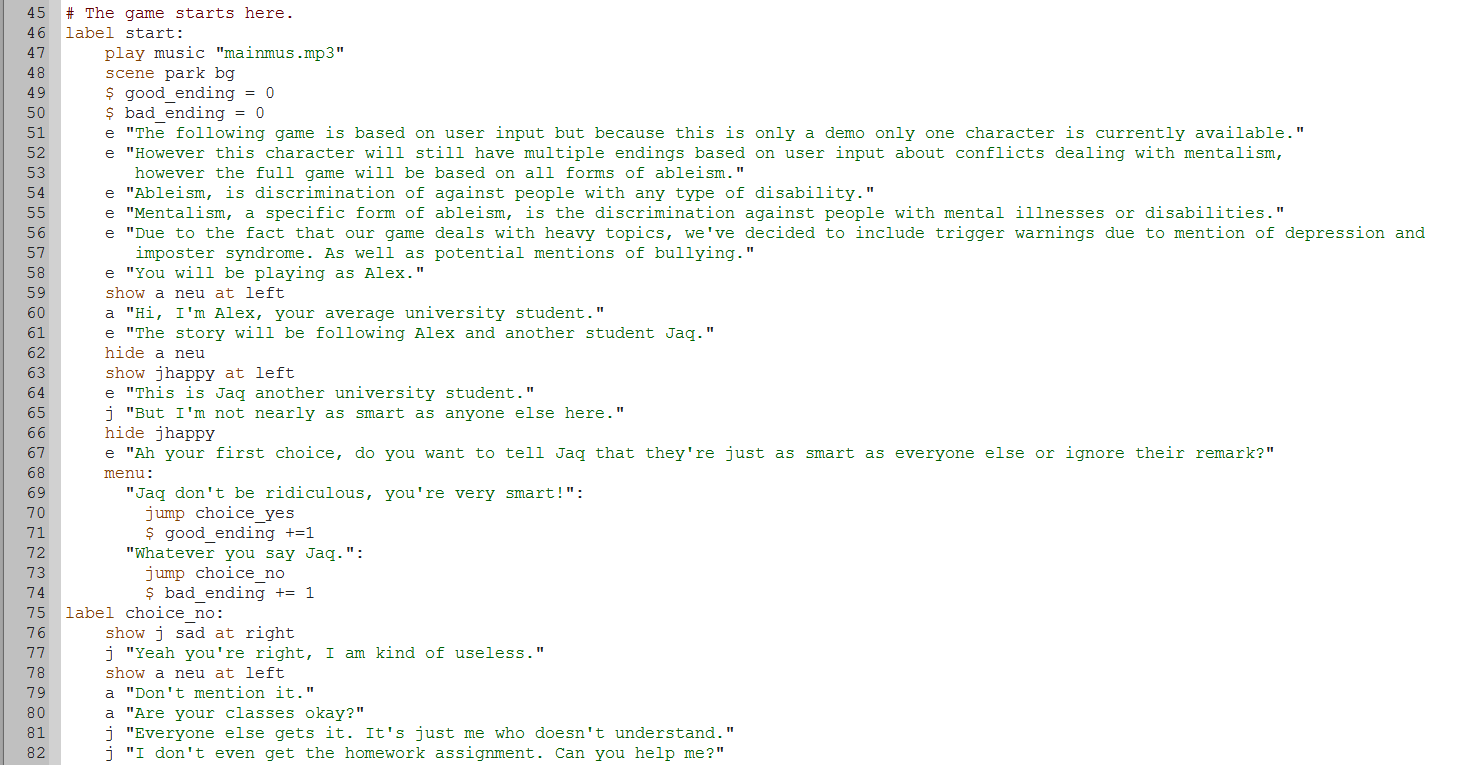 45 # The game starts here.
46 label start:
47     play music "mainmus.mp3"
48     scene park bg
49     $ good_ending = 0
50     $ bad_ending = 0
51     e "The following game is based on user input but because this is only a demo only one character is currently available."
52     e "However this character will still have multiple endings based on user input about conflicts dealing with mentalism,
53        however the full game will be based on all forms of ableism."
54     e "Ableism, is discrimination of against people with any type of disability."
55     e "Mentalism, a specific form of ableism, is the discrimination against people with mental illnesses or disabilities."
56     e "Due to the fact that our game deals with heavy topics, we've decided to include trigger warnings due to mention of depression and
57        imposter syndrome. As well as potential mentions of bullying."
58     e "You will be playing as Alex."
59     show a neu at left
60     a "Hi, I'm Alex, your average university student."
61     e "The story will be following Alex and another student Jaq."
62     hide a neu
63     show jhappy at left
64     e "This is Jaq another university student."
65     j "But I'm not nearly as smart as anyone else here."
66     hide jhappy
67     e "Ah your first choice, do you want to tell Jaq that they're just as smart as everyone else or ignore their remark?"
68     menu:
69       "Jaq don't be ridiculous, you're very smart!":
70         jump choice_yes
71         $ good_ending +=1
72       "Whatever you say Jaq.":
73         jump choice_no
74         $ bad_ending += 1
75 label choice_no:
76     show j sad at right
77     j "Yeah you're right, I am kind of useless."
78     show a neu at left
79     a "Don't mention it."
80     a "Are your classes okay?"
81     j "Everyone else gets it. It's just me who doesn't understand."
82     j "I don't even get the homework assignment. Can you help me?"